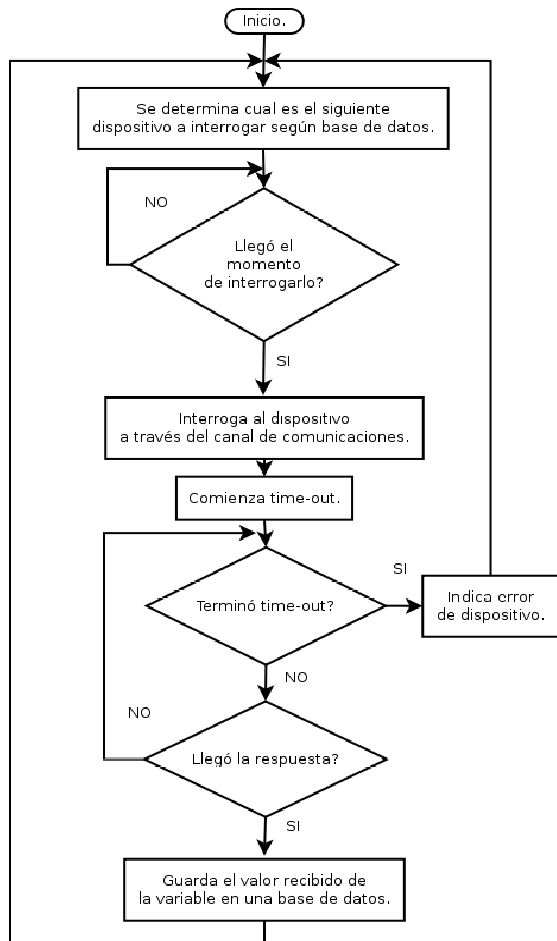 Inicio.
Se determina cual es el siguiente
dispositivo a interrogar según base de datos.
NO
Llegó el
momento
de interrogarlo?
SI
Interroga al dispositivo
a través del canal de comunicaciones.
Comienza time-out.
Terminó time-out?
SI
Indica error
de dispositivo.
NO
NO
Llegó la respuesta?
SI
Guarda el valor recibido de
la variable en una base de datos.